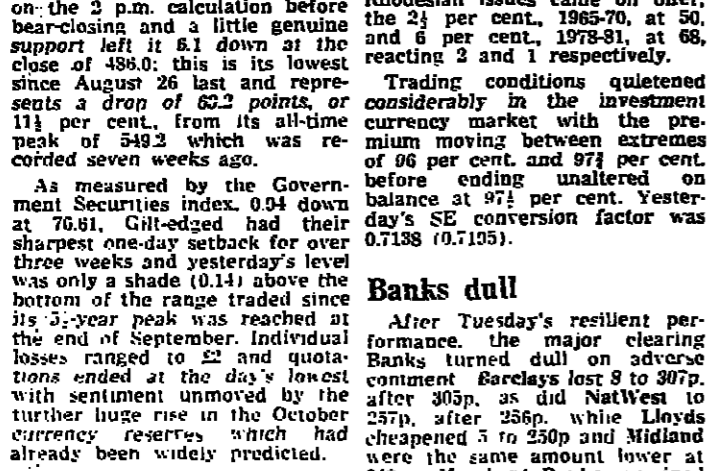 on the 2 p.m. calculation before
bear-closing and a little genuine
support left it 6.1 down at the
close of 486.0: this is its lowest
since August 26 last and repre-
sents a drop of 63.2 points, or
11½ per cent., from its all-time
peak of 549.2 which was re-
corded seven weeks ago.
As measured by the Govern-
ment Securities index, 0.94 down
at 76.61, Gilt-edged had their
sharpest one-day setback for over
three weeks and yesterday's level
was only a shade (0.14) above the
bottom of the range traded since
its -year peak was reached at
the end of September. Individual
losses ranged to £2 and quota-
tions ended at the day's lowest
with sentiment unmoved by the
further huge rise in the October
currency reserves which had
already been widely predicted.
Rhodesian issues came on offer,
the 2½ per cent., 1965-70, at 50,
and 6 per cent., 1978-81, at 68,
reacting 2 and 1 respectively.
Trading conditions quietened
considerably in the investment
currency market with the pre-
mium moving between extremes
of 96 per cent. and 97¾ per cent.
before ending unaltered on
balance at 97½ per cent. Yester-
day's SE conversion factor was
0.7138 (0.7195).
Banks dull
After Tuesday's resilient per-
formance, the major clearing
Banks turned dull on adverse
comment Barclays lost 8 to 307p,
after 305p, as did NatWest to
257p, after 256p, while Lloyds
cheapened 5 to 250p and Midland
were the same amount lower at